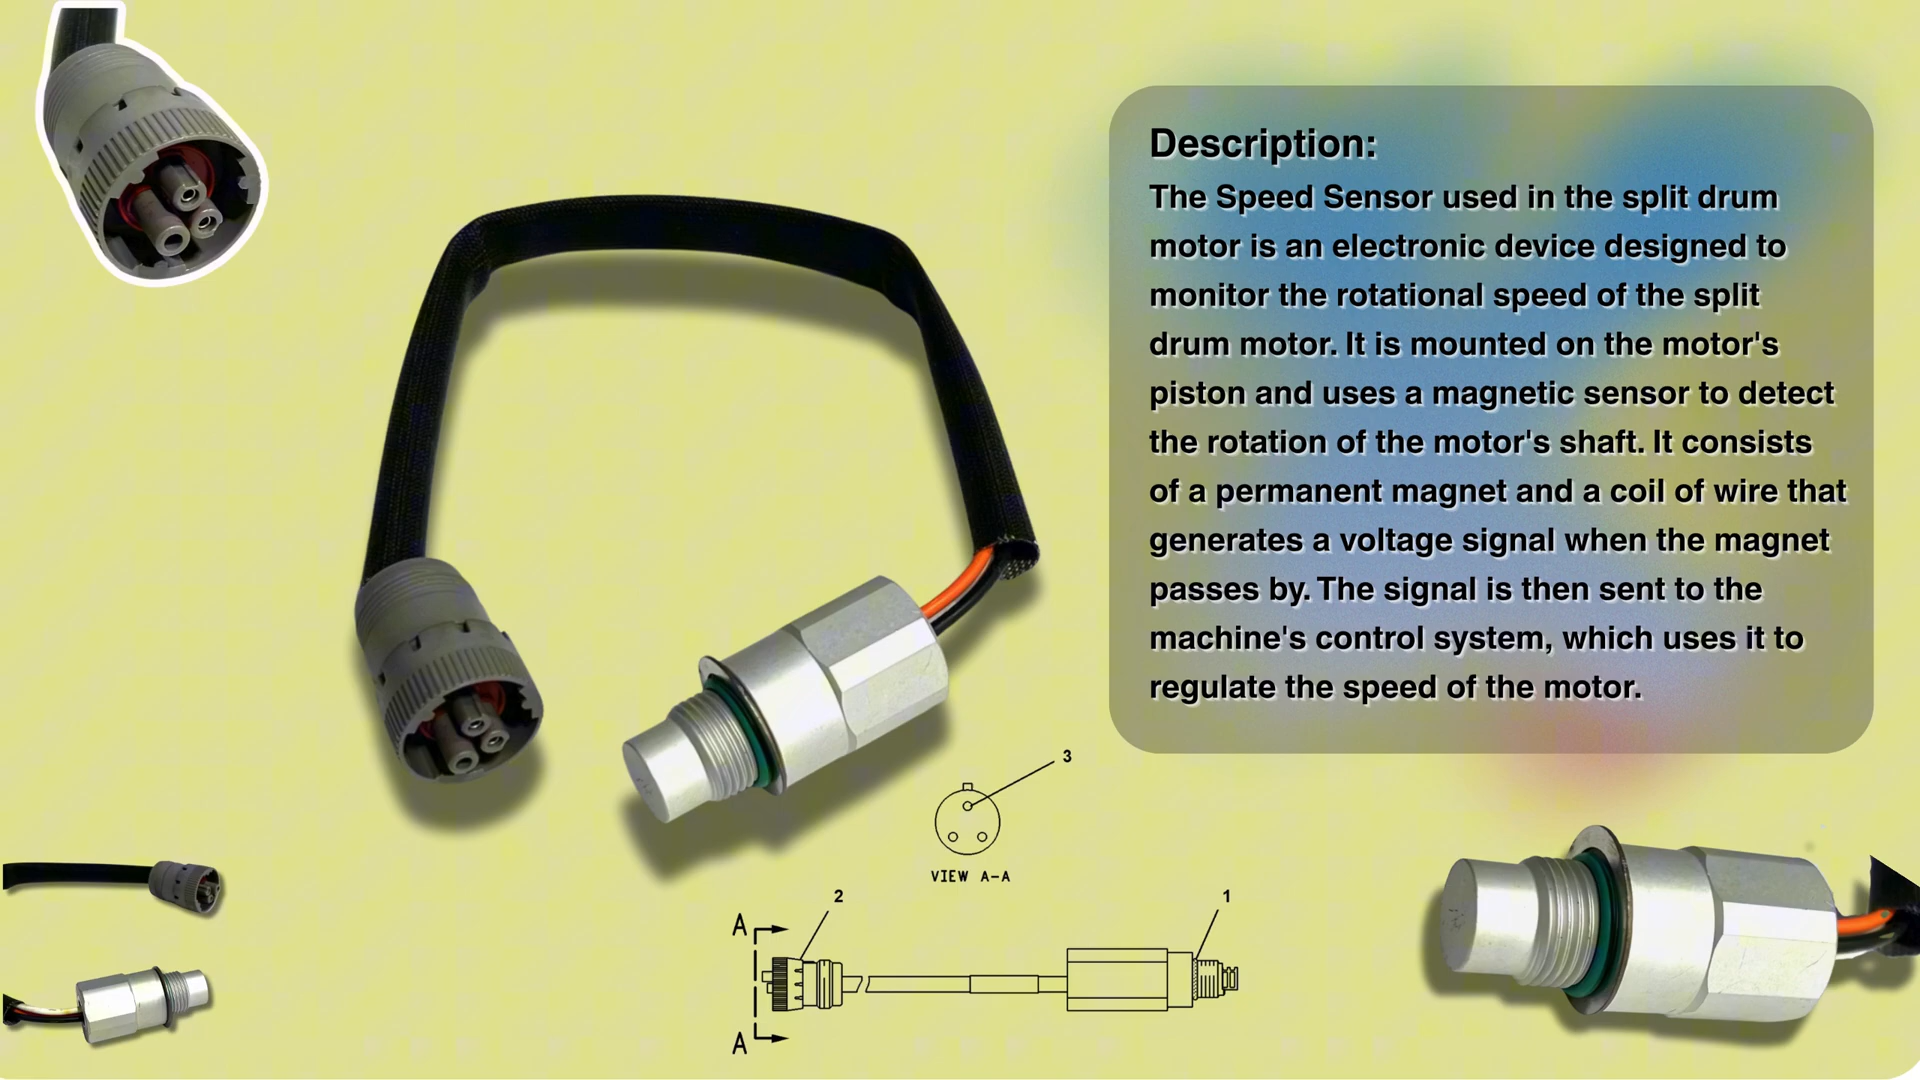 Description:
The Speed Sensor used in the split drum
motor is an electronic device designed to
monitor the rotational speed of the split
drum motor. It is mounted on the motor's
piston and uses a magnetic sensor to detect
the rotation of the motor's shaft. It consists
of a permanent magnet and a coil of wire that
generates a voltage signal when the magnet
passes by. The signal is then sent to the
machine's control system, which uses it to
regulate the speed of the motor.
3
VIEW A-A
2
1
A
A